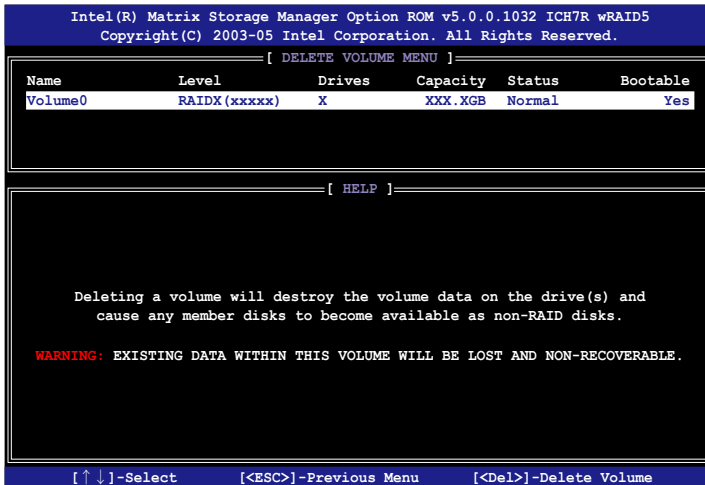 Intel(R) Matrix Storage Manager Option ROM v5.0.0.1032 ICH7R wRAID5
Copyright(C) 2003-05 Intel Corporation. All Rights Reserved.
[ DELETE VOLUME MENU ]
Name Level Drives Capacity Status Bootable
Volume0 RAIDX(xxxxx) X XXX.XGB Normal Yes
[ HELP ]
Deleting a volume will destroy the volume data on the drive(s) and
cause any member disks to become available as non-RAID disks.
WARNING: EXISTING DATA WITHIN THIS VOLUME WILL BE LOST AND NON-RECOVERABLE.
[↑↓]-Select [<ESC>]-Previous Menu [<Del>]-Delete Volume